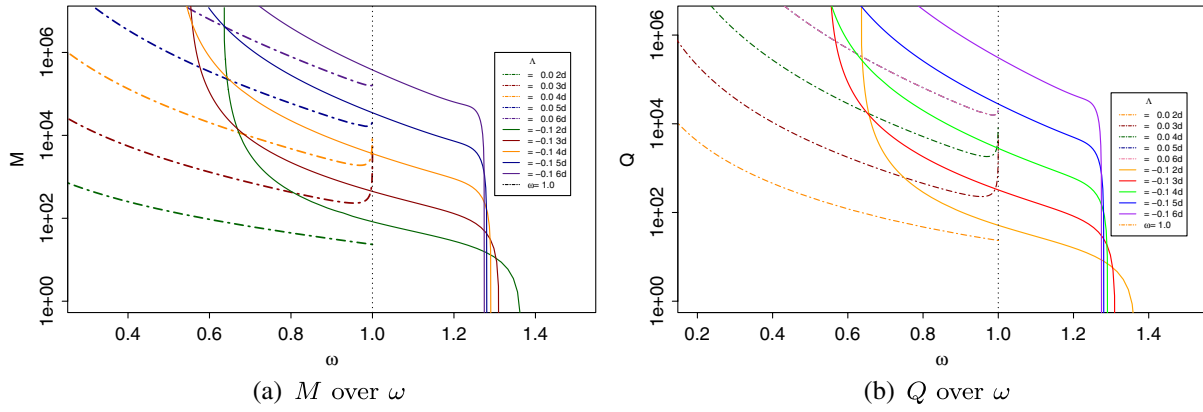 M
1e+00 1e+02 1e+04 1e+06
0.4 0.6 0.8 1.0 1.2 1.4
ω
Λ
= 0.0 2d
= 0.0 3d
= 0.0 4d
= 0.0 5d
= 0.0 6d
= −0.1 2d
= −0.1 3d
= −0.1 4d
= −0.1 5d
= −0.1 6d
ω= 1.0
(a) M over ω
Q
1e+00 1e+02 1e+04 1e+06
0.2 0.4 0.6 0.8 1.0 1.2 1.4
ω
Λ
= 0.0 2d
= 0.0 3d
= 0.0 4d
= 0.0 5d
= 0.0 6d
= −0.1 2d
= −0.1 3d
= −0.1 4d
= −0.1 5d
= −0.1 6d
ω= 1.0
(b) Q over ω